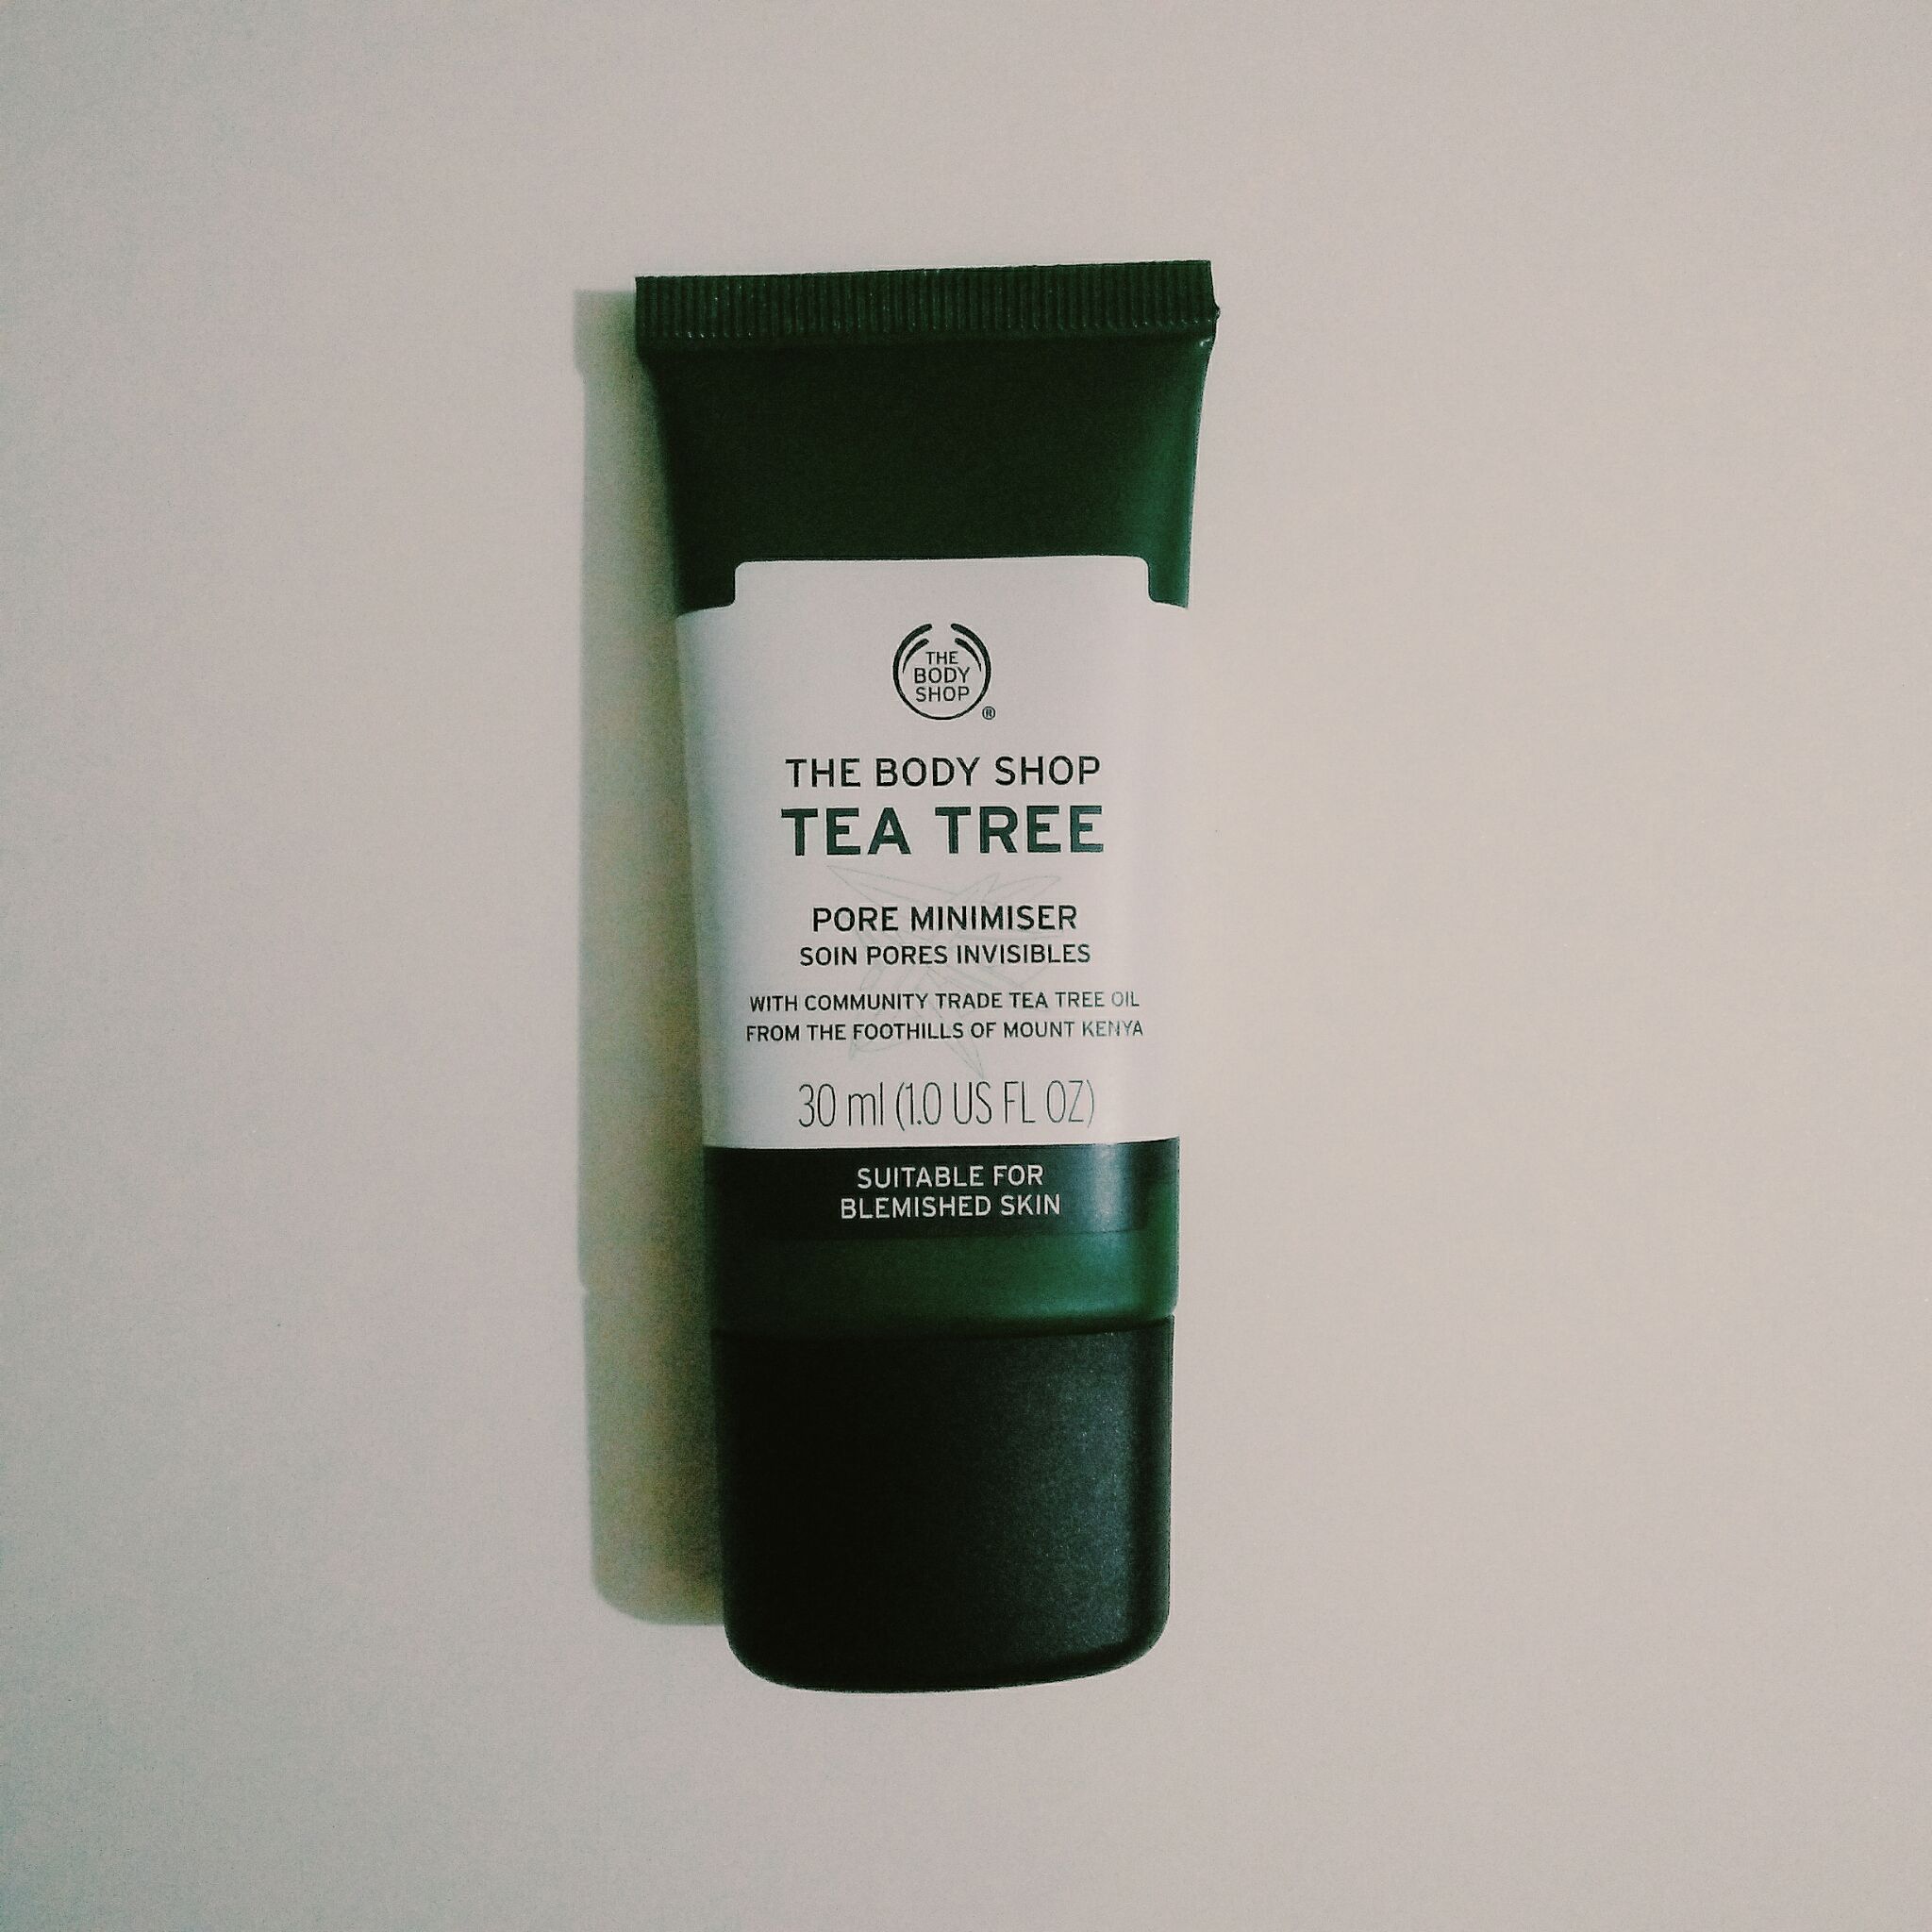 THE
BODY
SHOP
®
THE BODY SHOP
TEA TREE
PORE MINIMISER
SOIN PORES INVISIBLES
WITH COMMUNITY TRADE TEA TREE OIL
FROM THE FOOTHILLS OF MOUNT KENYA
30 ml (1.0 US FL OZ)
SUITABLE FOR
BLEMISHED SKIN